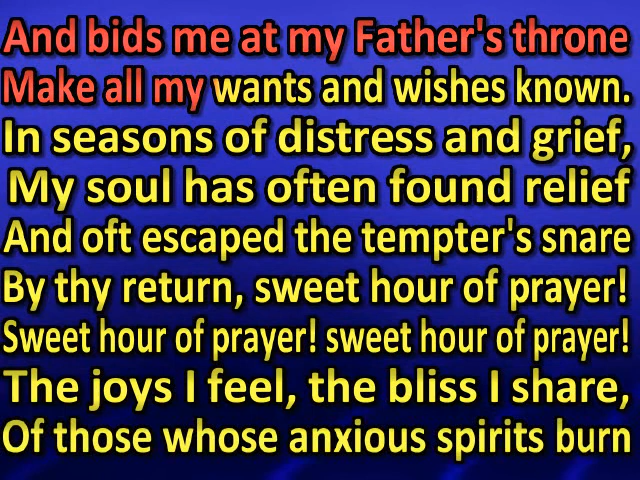 And bids me at my Father's throne
Make all my wants and wishes known.
In seasons of distress and grief,
My soul has often found relief
And oft escaped the tempter's snare
By thy return, sweet hour of prayer!
Sweet hour of prayer! sweet hour of prayer!
The joys I feel, the bliss I share,
Of those whose anxious spirits burn